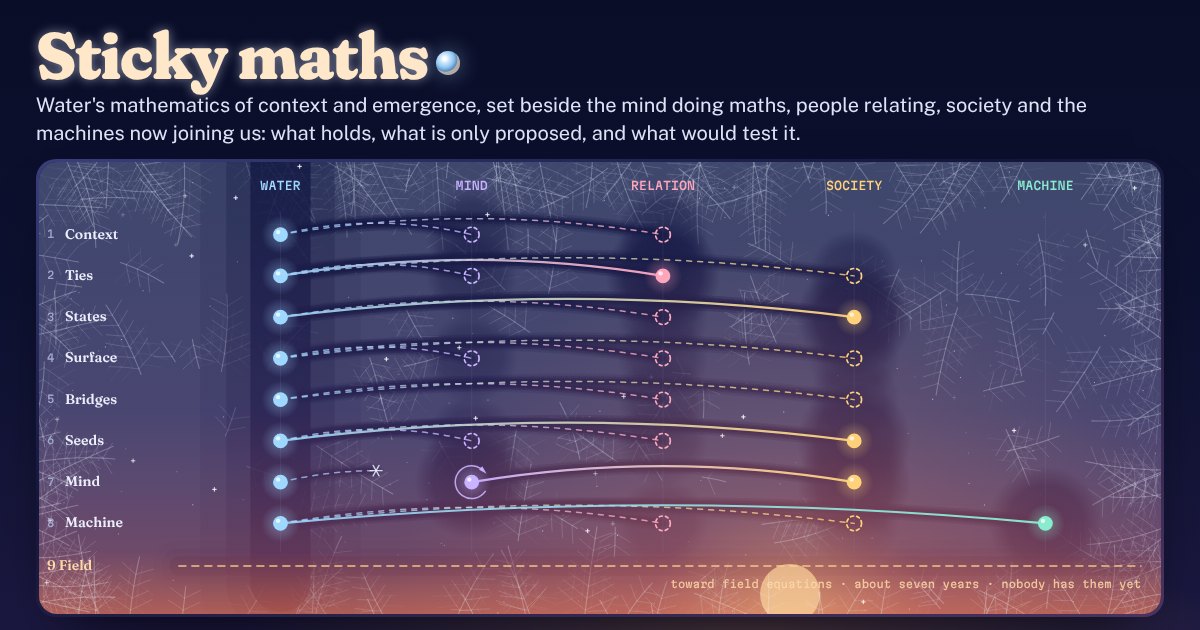 Sticky maths
Water's mathematics of context and emergence, set beside the mind doing maths, people relating, society and the
machines now joining us: what holds, what is only proposed, and what would test it.
WATER MIND RELATION SOCIETY MACHINE
1 Context
2 Ties
3 States
4 Surface
5 Bridges
6 Seeds
7 Mind
8 Machine
9 Field
toward field equations · about seven years · nobody has them yet